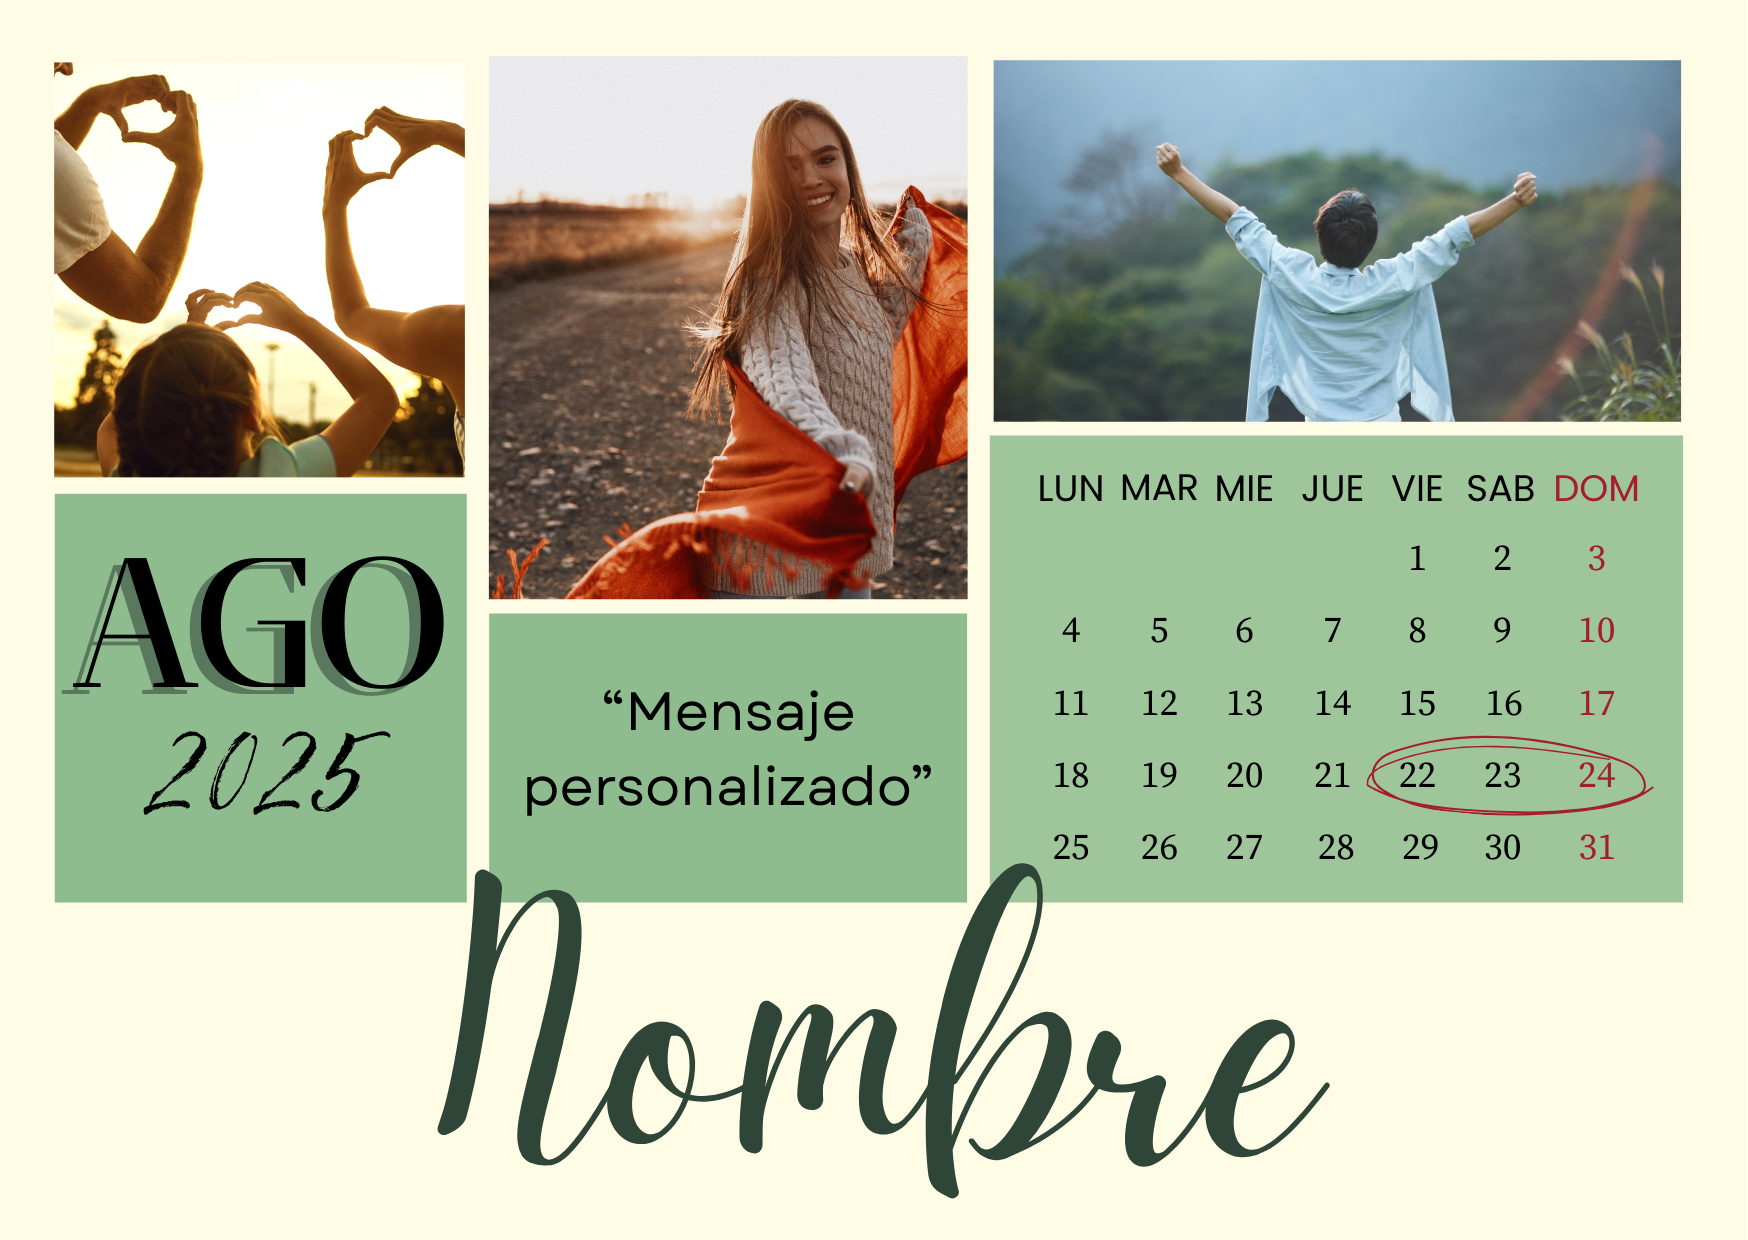 AGO
2025
“Mensaje
personalizado”
LUN MAR MIE JUE VIE SAB DOM
1 2 3
4 5 6 7 8 9 10
11 12 13 14 15 16 17
18 19 20 21 22 23 24
25 26 27 28 29 30 31
Nombre